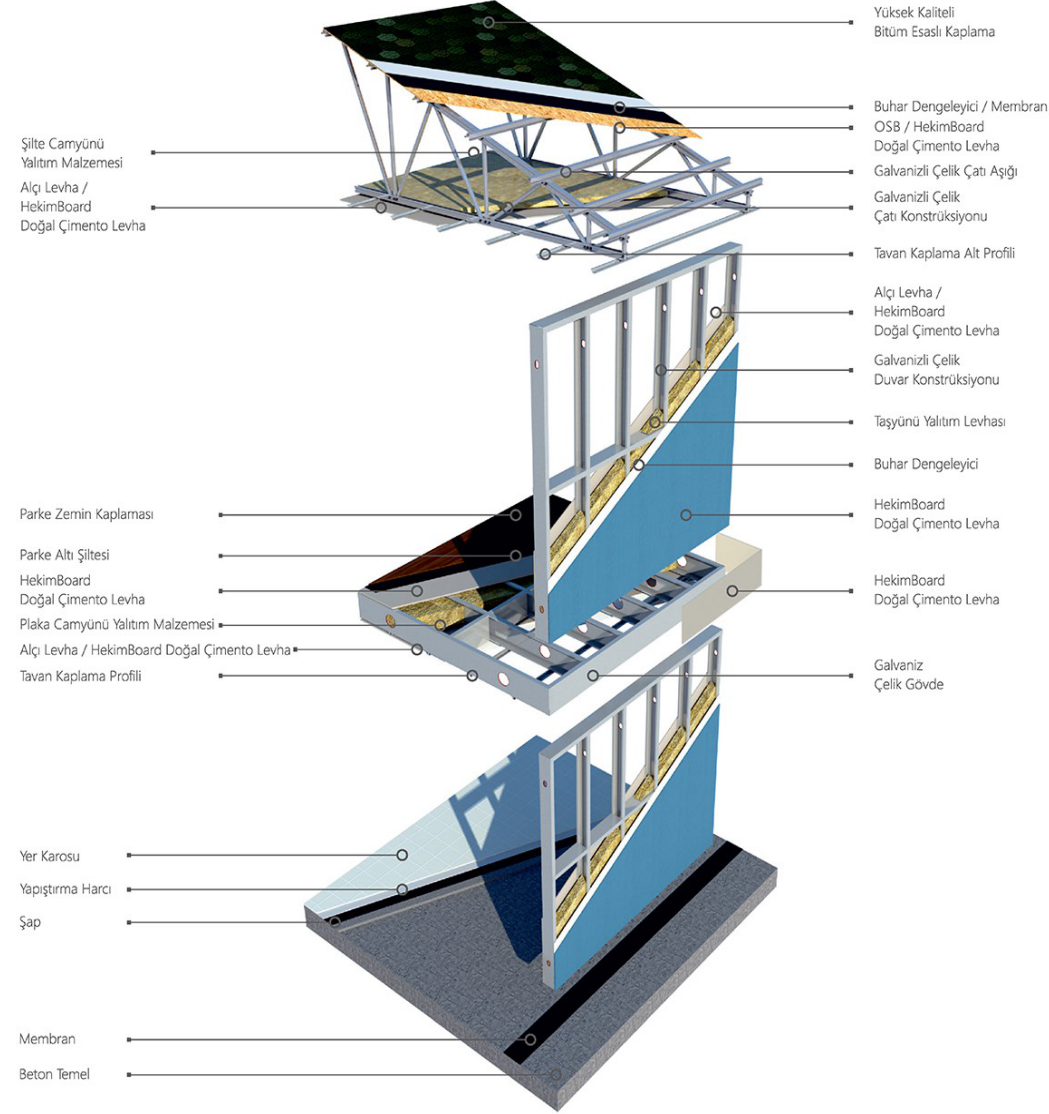 Yüksek Kaliteli
Bitüm Esaslı Kaplama
Buhar Dengeleyici / Membran
OSB / HekimBoard
Doğal Çimento Levha
Galvanizli Çelik Çatı Aşığı
Galvanizli Çelik
Çatı Konstrüksiyonu
Tavan Kaplama Alt Profili
Alçı Levha /
HekimBoard
Doğal Çimento Levha
Galvanizli Çelik
Duvar Konstrüksiyonu
Taşyünü Yalıtım Levhası
Buhar Dengeleyici
HekimBoard
Doğal Çimento Levha
HekimBoard
Doğal Çimento Levha
Galvaniz
Çelik Gövde
Şilte Camyünü
Yalıtım Malzemesi
Alçı Levha /
HekimBoard
Doğal Çimento Levha
Parke Zemin Kaplaması
Parke Altı Şiltesi
HekimBoard
Doğal Çimento Levha
Plaka Camyünü Yalıtım Malzemesi
Alçı Levha / HekimBoard Doğal Çimento Levha
Tavan Kaplama Profili
Yer Karosu
Yapıştırma Harcı
Şap
Membran
Beton Temel